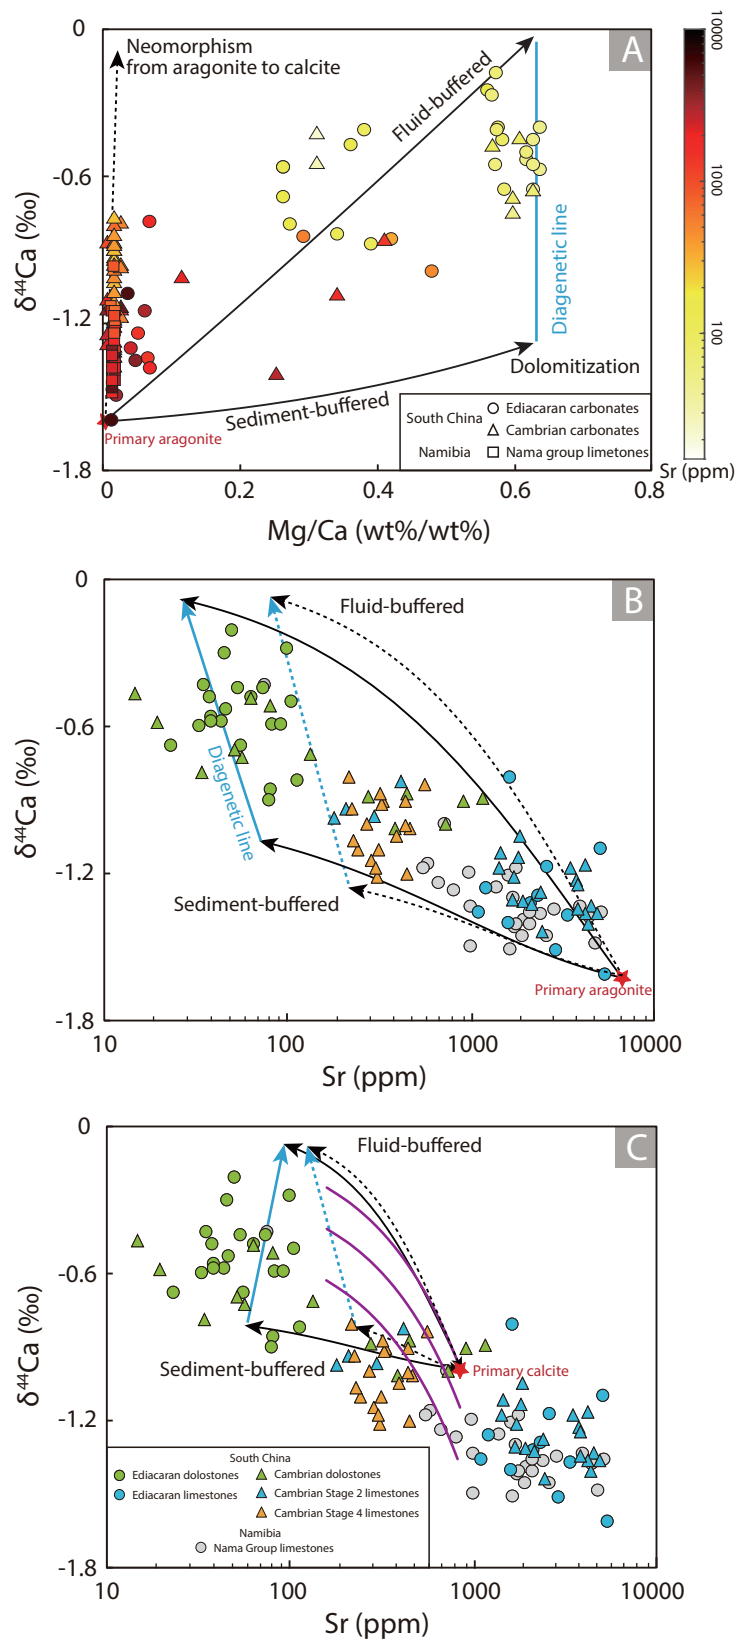 0
A
Neomorphism
from aragonite to calcite
Fluid-buffered
-0.6
δ⁴⁴Ca (‰)
-1.2
Diagenetic line
Dolomitization
Sediment-buffered
Primary aragonite
South China
Ediacaran carbonates
Cambrian carbonates
Namibia
Nama group limetones
-1.8
0
0.2
0.4
0.6
0.8
Mg/Ca (wt%/wt%)
10000
1000
100
Sr (ppm)
0
B
Fluid-buffered
-0.6
δ⁴⁴Ca (‰)
Diagenetic line
-1.2
Sediment-buffered
Primary aragonite
-1.8
10
100
1000
10000
Sr (ppm)
0
C
Fluid-buffered
-0.6
δ⁴⁴Ca (‰)
Sediment-buffered
Primary calcite
-1.2
South China
Ediacaran dolostones
Cambrian dolostones
Ediacaran limestones
Cambrian Stage 2 limestones
Cambrian Stage 4 limestones
Namibia
Nama Group limestones
-1.8
10
100
1000
10000
Sr (ppm)